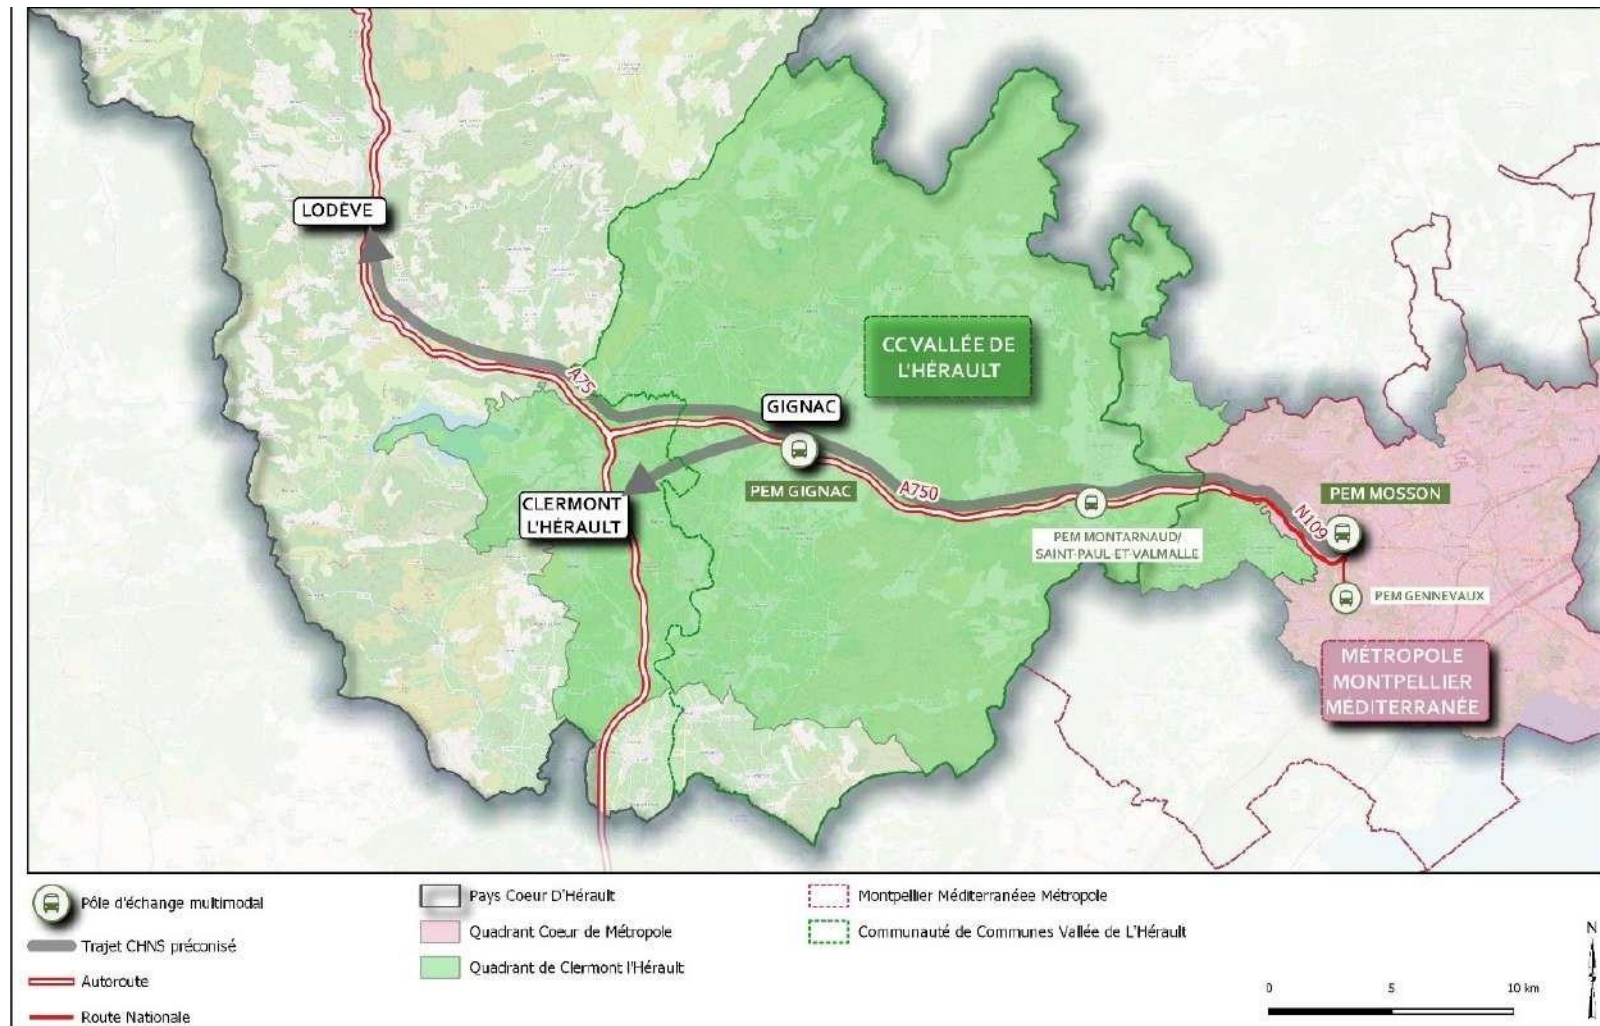 LODÈVE
CC VALLÉE DE
L'HÉRAULT
A75
GIGNAC
PEM GIGNAC
A750
CLERMONT
L'HÉRAULT
PEM MOSSON
N109
PEM MONTARNAUD/
SAINT-PAUL-ET-VALMALLE
PEM GENNEVAUX
MÉTROPOLE
MONTPELLIER
MÉDITERRANÉE
Pôle d'échange multimodal
Trajet CHNS préconisé
Autoroute
Route Nationale
Pays Coeur D'Hérault
Quadrant Coeur de Métropole
Quadrant de Clermont l'Hérault
Montpellier Méditerranéee Métropole
Communauté de Communes Vallée de L'Hérault
0 5 10 km
N